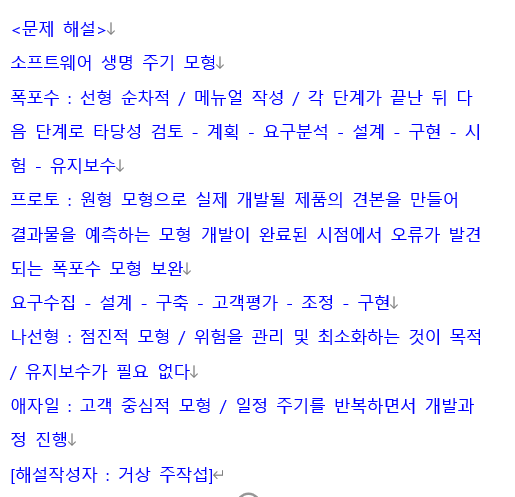 <문제 해설>↓
소프트웨어 생명 주기 모형↓
폭포수 : 선형 순차적 / 메뉴얼 작성 / 각 단계가 끝난 뒤 다
음 단계로 타당성 검토 - 계획 - 요구분석 - 설계 - 구현 - 시
험 - 유지보수↓
프로토 : 원형 모형으로 실제 개발될 제품의 견본을 만들어
결과물을 예측하는 모형 개발이 완료된 시점에서 오류가 발견
되는 폭포수 모형 보완↓
요구수집 - 설계 - 구축 - 고객평가 - 조정 - 구현↓
나선형 : 점진적 모형 / 위험을 관리 및 최소화하는 것이 목적
/ 유지보수가 필요 없다↓
애자일 : 고객 중심적 모형 / 일정 주기를 반복하면서 개발과
정 진행↓
[해설작성자 : 거상 주작섭]↵